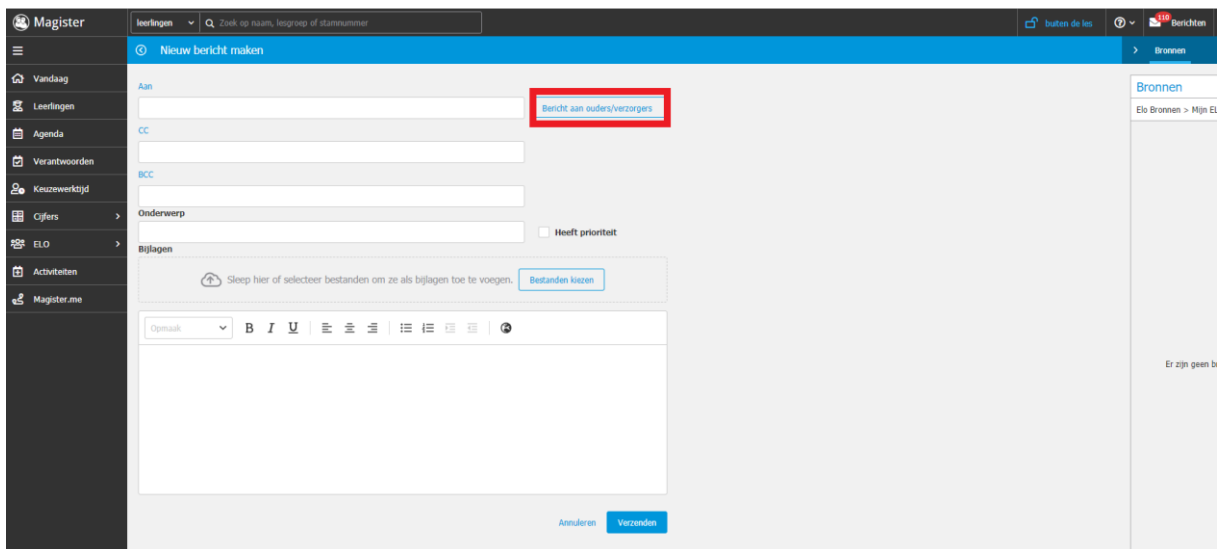 Magister
leerlingen Zoek op naam, lesgroep of stamnummer
buiten de les
110
Berichten
Nieuw bericht maken
Bronnen
Vandaag
Leerlingen
Agenda
Verantwoorden
Keuzewerktijd
Cijfers
ELO
Activiteiten
Magister.me
Aan
Bericht aan ouders/verzorgers
CC
BCC
Onderwerp
Heeft prioriteit
Bijlagen
Sleep hier of selecteer bestanden om ze als bijlagen toe te voegen. Bestanden kiezen
Opmaak B I U
Annuleren Verzenden
Bronnen
Elo Bronnen > Mijn EL
Er zijn geen b